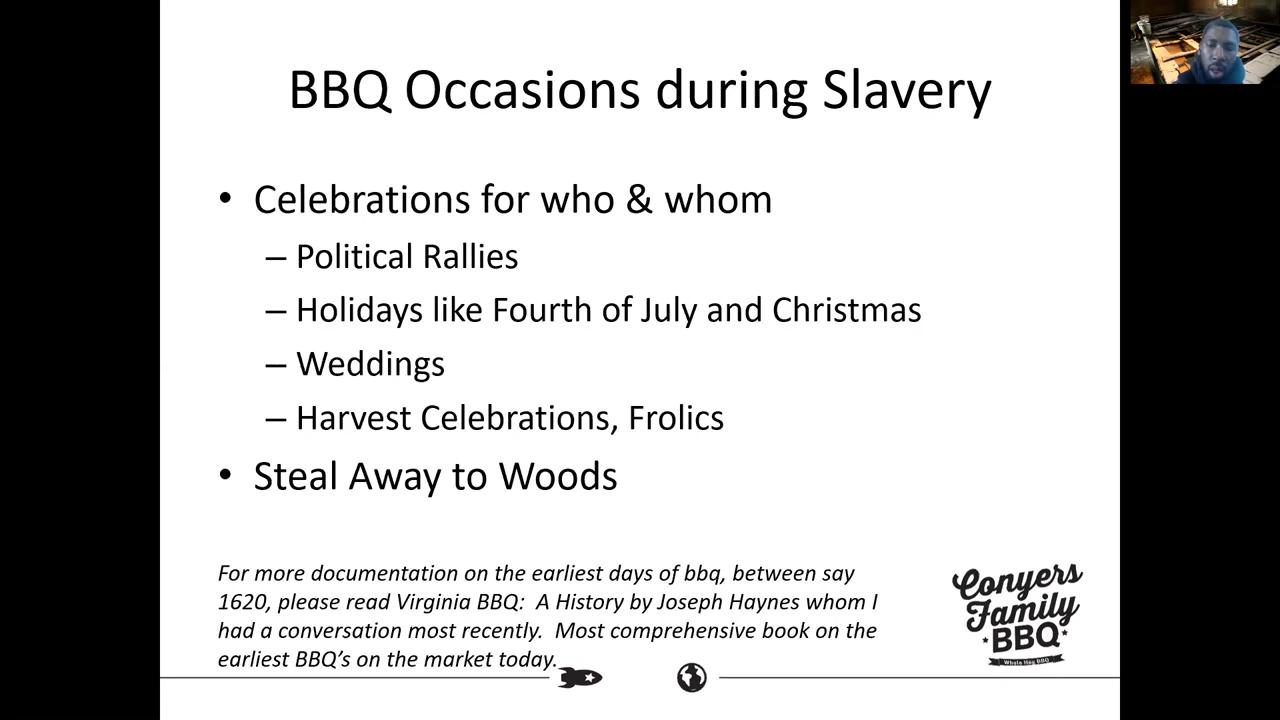 BBQ Occasions during Slavery
• Celebrations for who & whom
– Political Rallies
– Holidays like Fourth of July and Christmas
– Weddings
– Harvest Celebrations, Frolics
• Steal Away to Woods
For more documentation on the earliest days of bbq, between say
1620, please read Virginia BBQ:  A History by Joseph Haynes whom I
had a conversation most recently.  Most comprehensive book on the
earliest BBQ’s on the market today.
Conyers
Family
BBQ
Whole Hog BBQ